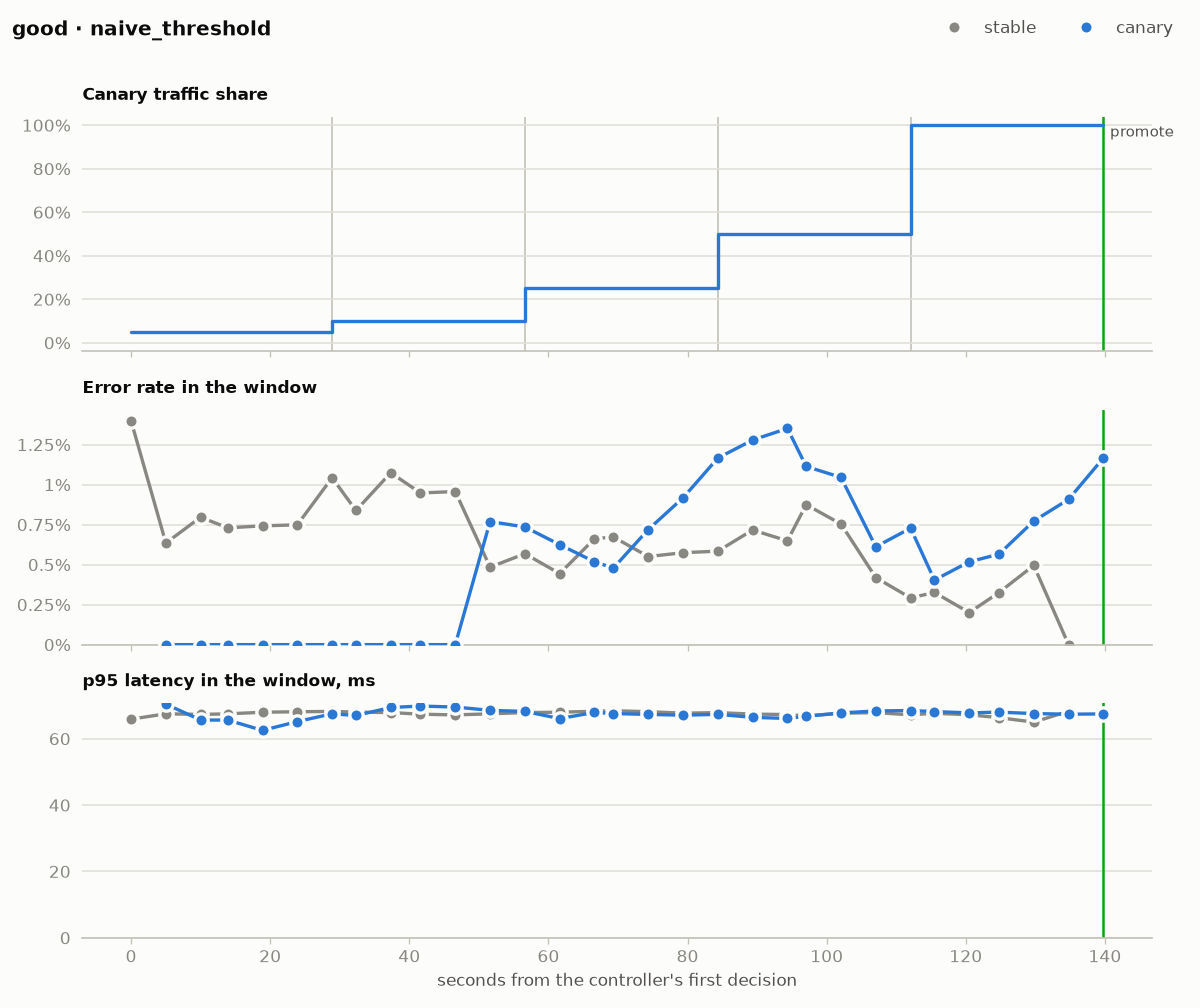 good · naive_threshold
stable
canary
Canary traffic share
100%
promote
80%
60%
40%
20%
0%
Error rate in the window
1.25%
1%
0.75%
0.5%
0.25%
0%
p95 latency in the window, ms
60
40
20
0
0 20 40 60 80 100 120 140
seconds from the controller's first decision